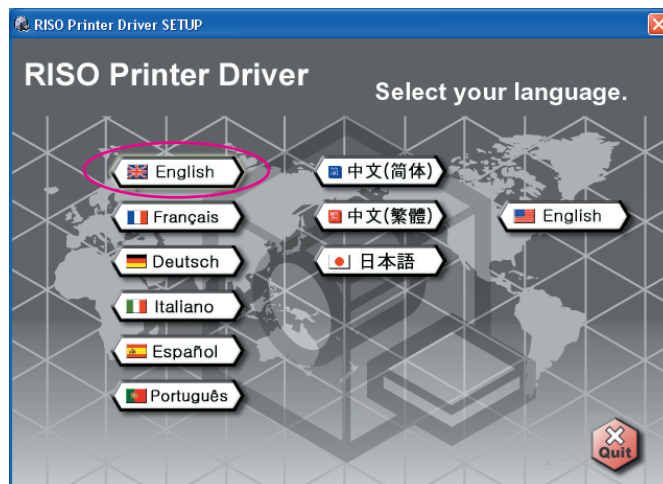 RISO Printer Driver SETUP
RISO Printer Driver
Select your language.
English
Français
Deutsch
Italiano
Español
Português
中文(简体)
中文(繁體)
日本語
English
Quit